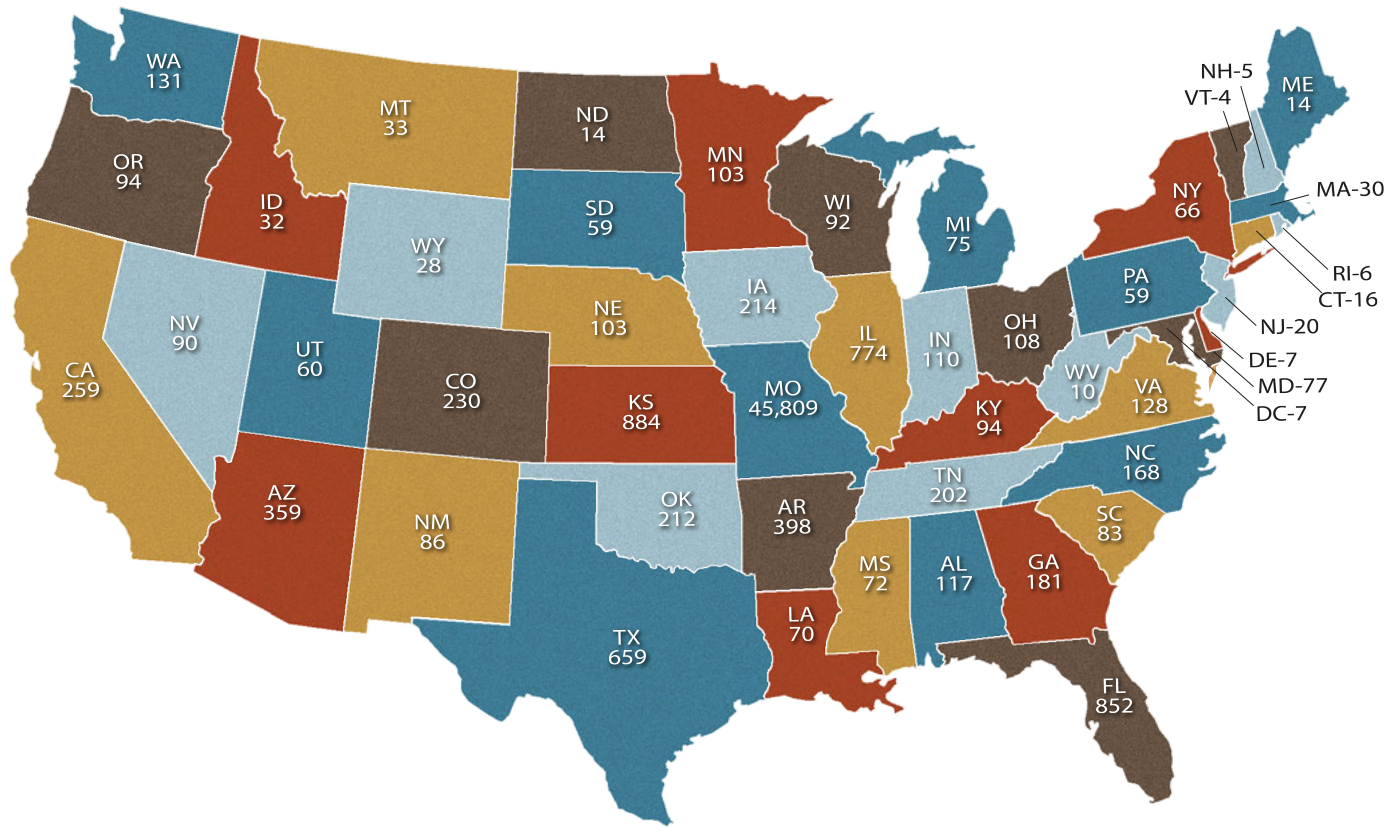 WA
131
OR
94
CA
259
ID
32
NV
90
MT
33
WY
28
UT
60
AZ
359
CO
230
NM
86
ND
14
SD
59
NE
103
KS
884
OK
212
TX
659
MN
103
IA
214
MO
45,809
AR
398
LA
70
WI
92
IL
774
MI
75
IN
110
OH
108
KY
94
TN
202
MS
72
AL
117
GA
181
FL
852
SC
83
NC
168
VA
128
WV
10
PA
59
NY
66
VT-4
NH-5
ME
14
MA-30
RI-6
CT-16
NJ-20
DE-7
MD-77
DC-7